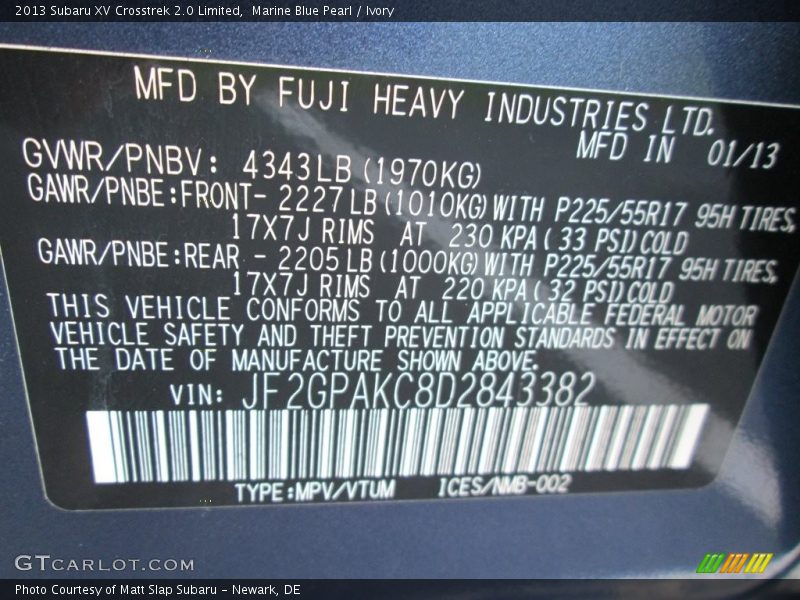 2013 Subaru XV Crosstrek 2.0 Limited,  Marine Blue Pearl / Ivory
MFD BY FUJI HEAVY INDUSTRIES LTD.
MFD IN 01/13
GVWR/PNBV: 4343LB (1970KG)
GAWR/PNBE:FRONT- 2227LB (1010KG) WITH P225/55R17 95H TIRES,
17X7J RIMS AT 230 KPA ( 33 PSI) COLD
GAWR/PNBE:REAR - 2205LB (1000KG) WITH P225/55R17 95H TIRES,
17X7J RIMS AT 220 KPA ( 32 PSI) COLD
THIS VEHICLE CONFORMS TO ALL APPLICABLE FEDERAL MOTOR
VEHICLE SAFETY AND THEFT PREVENTION STANDARDS IN EFFECT ON
THE DATE OF MANUFACTURE SHOWN ABOVE.
VIN: JF2GPAKC8D2843382
TYPE:MPV/VTUM ICES/NMB-002
GTCARLOT.COM
Photo Courtesy of Matt Slap Subaru - Newark, DE